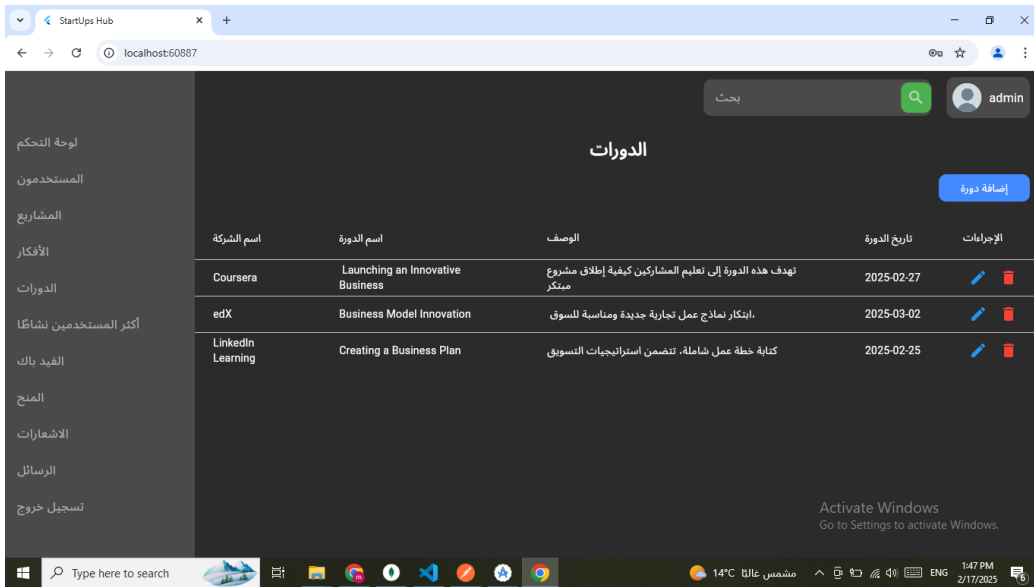 StartUps Hub
localhost:60887
بحث
admin
لوحة التحكم
المستخدمون
المشاريع
الأفكار
الدورات
أكثر المستخدمين نشاطًا
الفيد باك
المنح
الاشعارات
الرسائل
تسجيل خروج
الدورات
إضافة دورة
اسم الشركة اسم الدورة الوصف تاريخ الدورة الإجراءات
Coursera
Launching an Innovative
Business
تهدف هذه الدورة إلى تعليم المشاركين كيفية إطلاق مشروع
مبتكر
2025-02-27
edX
Business Model Innovation
ابتكار نماذج عمل تجارية جديدة ومناسبة للسوق،
2025-03-02
LinkedIn
Learning
Creating a Business Plan
كتابة خطة عمل شاملة، تتضمن استراتيجيات التسويق
2025-02-25
Activate Windows
Go to Settings to activate Windows.
Type here to search
14°C مشمس غالبًا
ENG
1:47 PM
2/17/2025
6